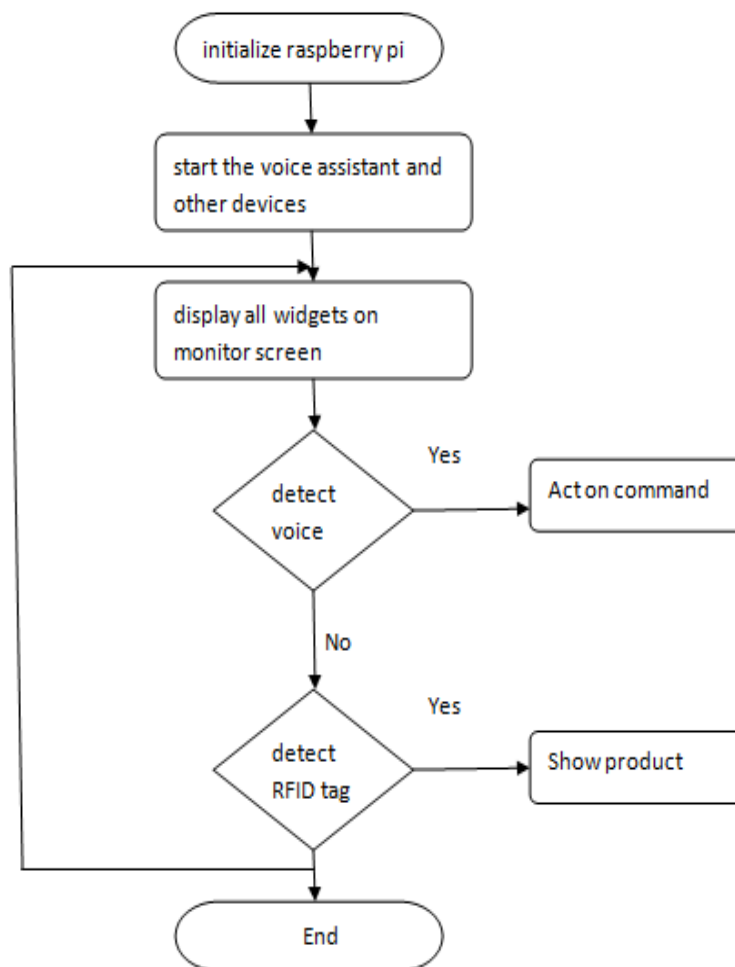 initialize raspberry pi
start the voice assistant and
other devices
display all widgets on
monitor screen
Yes
detect
voice
Act on command
No
Yes
detect
RFID tag
Show product
End